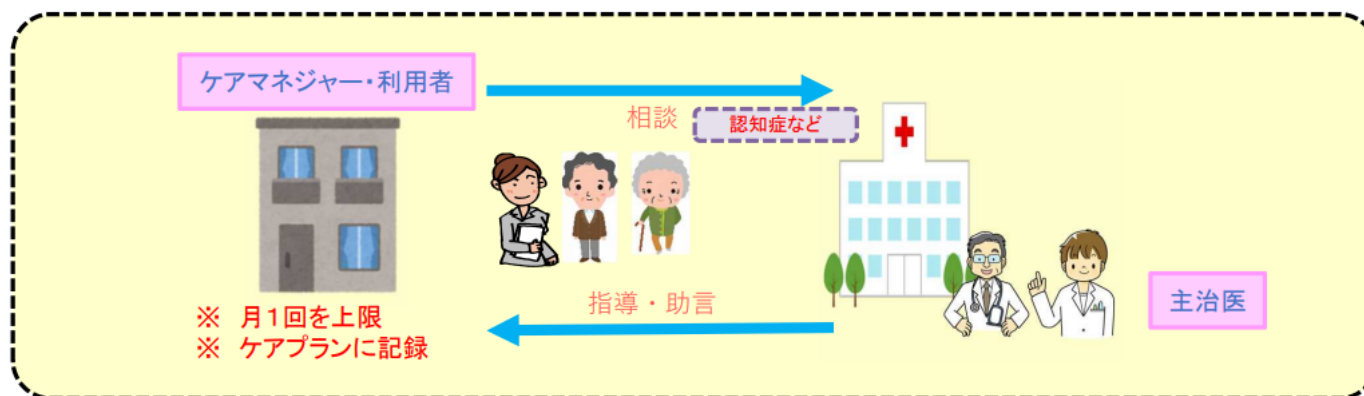 ケアマネジャー・利用者
相談
認知症など
指導・助言
主治医
※ 月1回を上限
※ ケアプランに記録